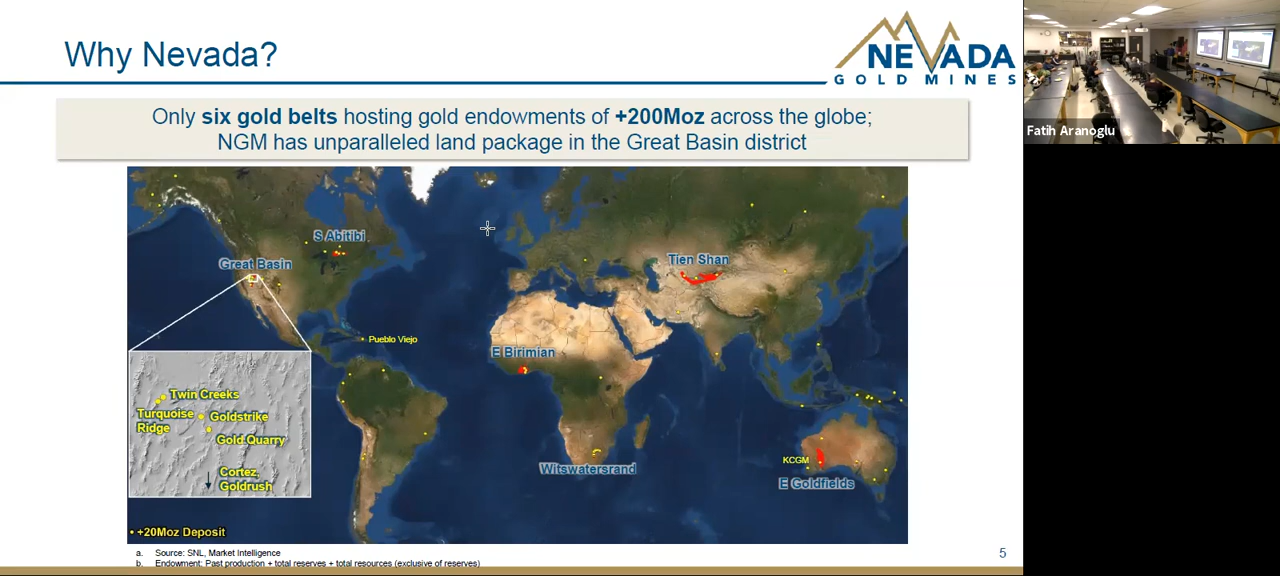 Why Nevada?
NEVADA
GOLD MINES
Only six gold belts hosting gold endowments of +200Moz across the globe;
NGM has unparalleled land package in the Great Basin district
Fatih Aranoglu
S Abitibi
Great Basin
Tien Shan
Pueblo Viejo
E Birimian
Twin Creeks
Turquoise
Ridge
Goldstrike
Gold Quarry
Cortez,
Goldrush
Witswatersrand
KCGM
E Goldfields
• +20Moz Deposit
a. Source: SNL, Market Intelligence
b. Endowment: Past production + total reserves + total resources (exclusive of reserves)
5